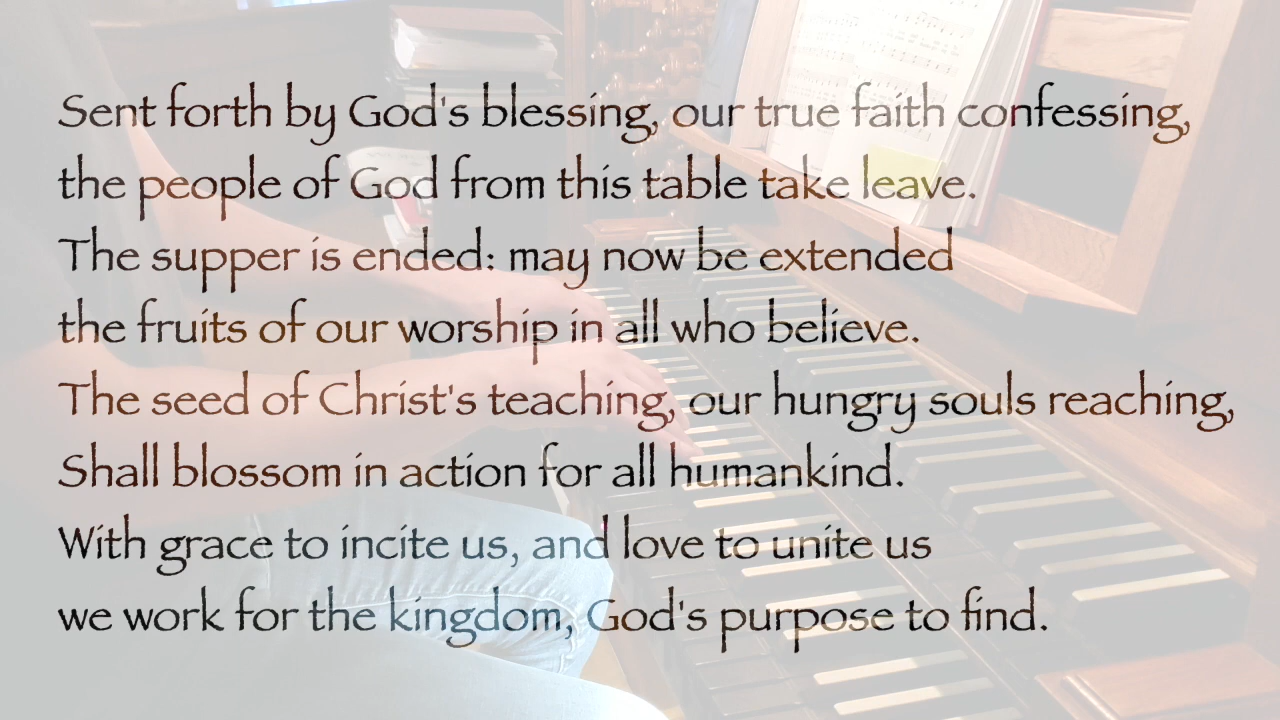 Sent forth by God's blessing, our true faith confessing,
the people of God from this table take leave.
The supper is ended: may now be extended
the fruits of our worship in all who believe.
The seed of Christ's teaching, our hungry souls reaching,
Shall blossom in action for all humankind.
With grace to incite us, and love to unite us
we work for the kingdom, God's purpose to find.